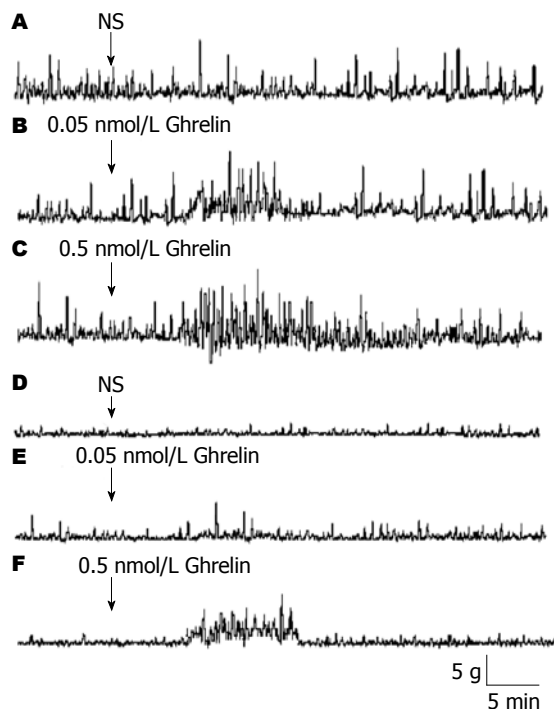 A
NS
B 0.05 nmol/L Ghrelin
C 0.5 nmol/L Ghrelin
D
NS
E 0.05 nmol/L Ghrelin
F 0.5 nmol/L Ghrelin
5 g
5 min